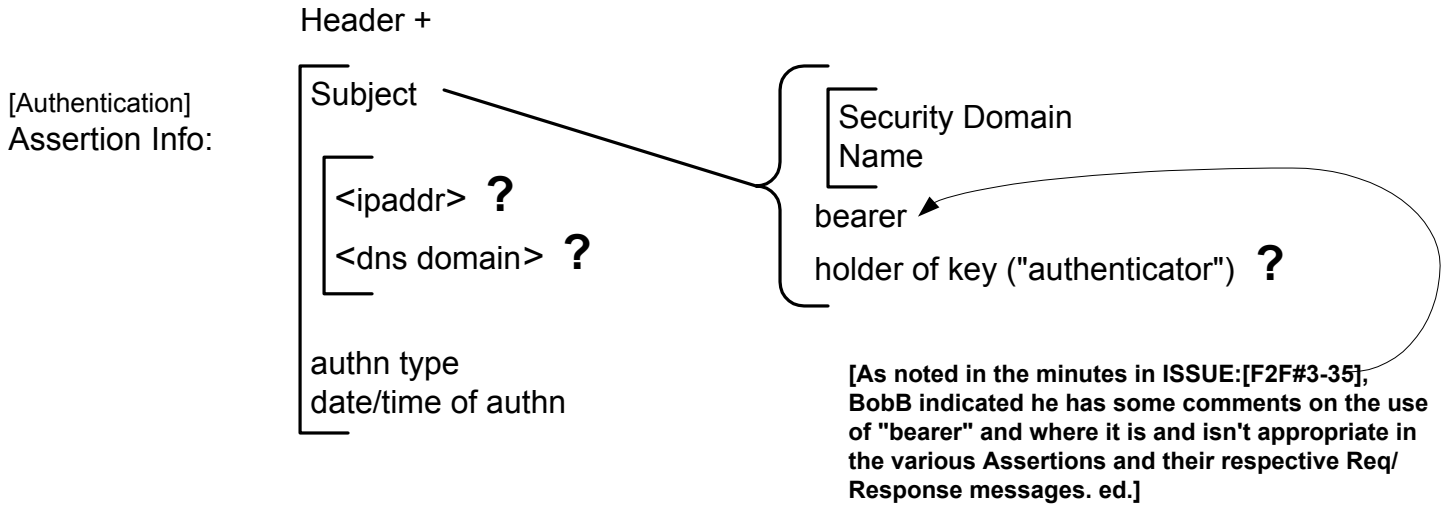 Header +
[Authentication]
Assertion Info:
Subject
<ipaddr> ?
<dns domain> ?
authn type
date/time of authn
Security Domain
Name
bearer
holder of key ("authenticator") ?
[As noted in the minutes in ISSUE:[F2F#3-35],
BobB indicated he has some comments on the use
of "bearer" and where it is and isn't appropriate in
the various Assertions and their respective Req/
Response messages. ed.]